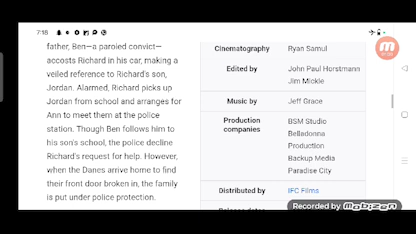 7:18
father, Ben—a paroled convict—
accosts Richard in his car, making a
veiled reference to Richard's son,
Jordan. Alarmed, Richard picks up
Jordan from school and arranges for
Ann to meet them at the police
station. Though Ben follows him to
his son's school, the police decline
Richard's request for help. However,
when the Danes arrive home to find
their front door broken in, the family
is put under police protection.
Cinematography Ryan Samul
Edited by John Paul Horstmann
Jim Mickle
Music by Jeff Grace
Production companies BSM Studio
Belladonna
Production
Backup Media
Paradise City
Distributed by IFC Films
Recorded by Mobizen